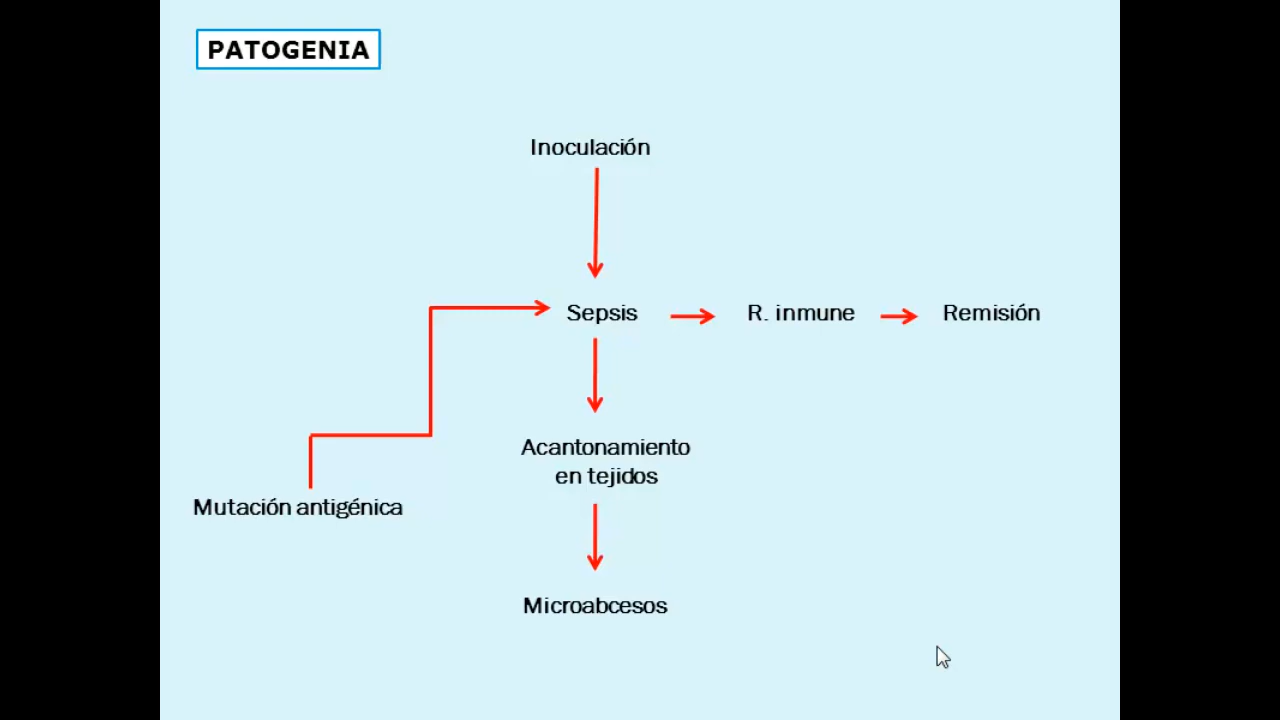 PATOGENIA
Inoculación
Sepsis
R. inmune
Remisión
Acantonamiento
en tejidos
Mutación antigénica
Microabcesos